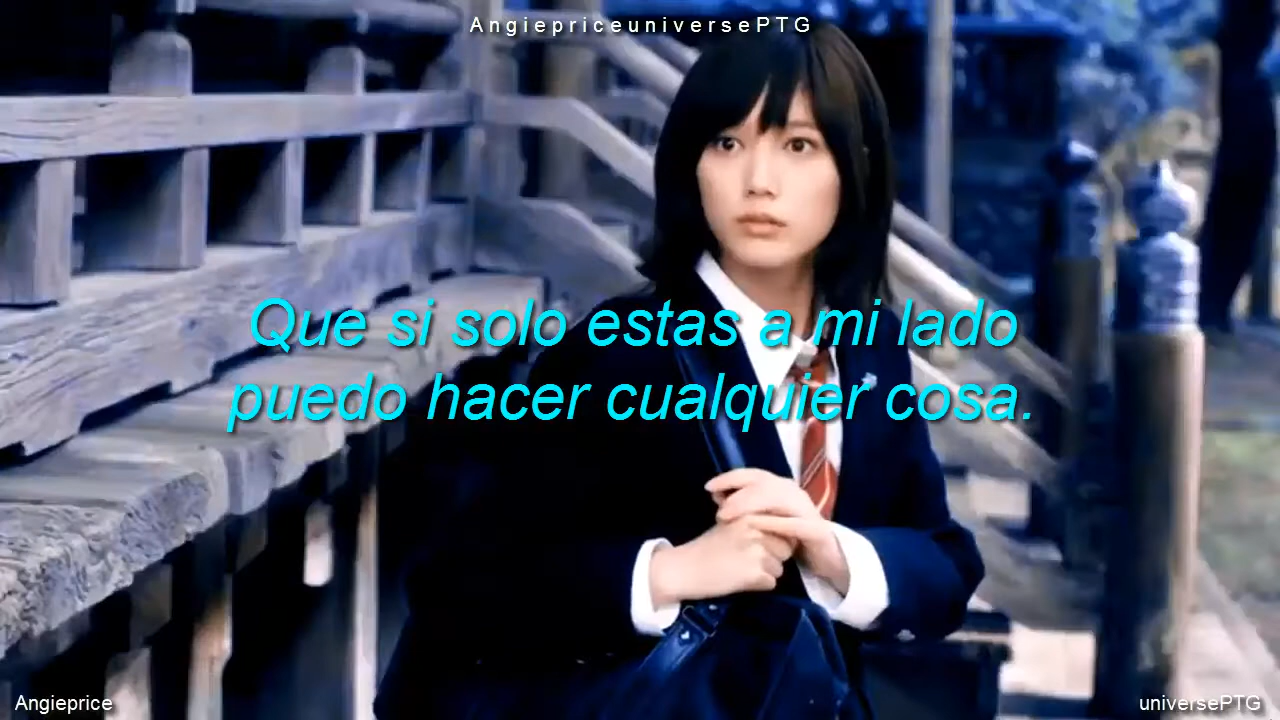 AngiepriceuniversePTG
Que si solo estas a mi lado
puedo hacer cualquier cosa.
Angieprice
universePTG